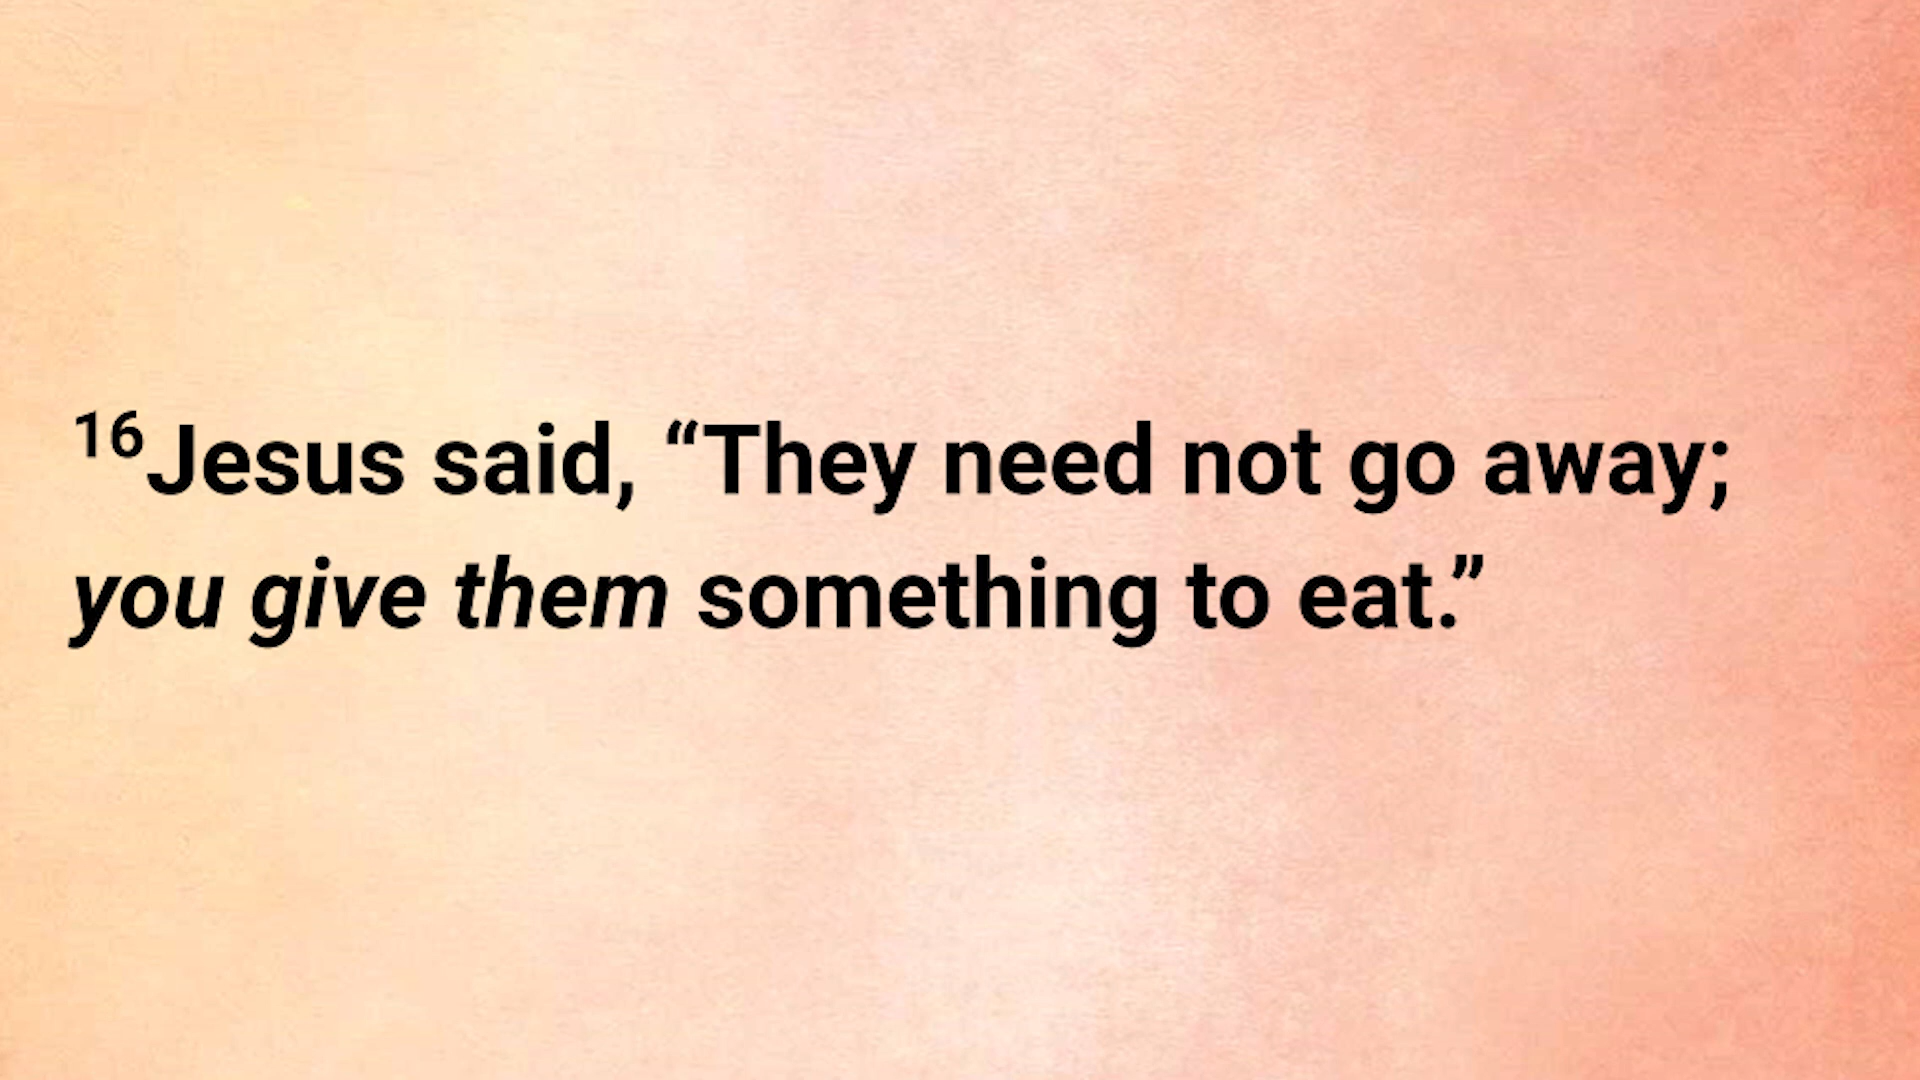 16Jesus said, “They need not go away;
you give them something to eat.”